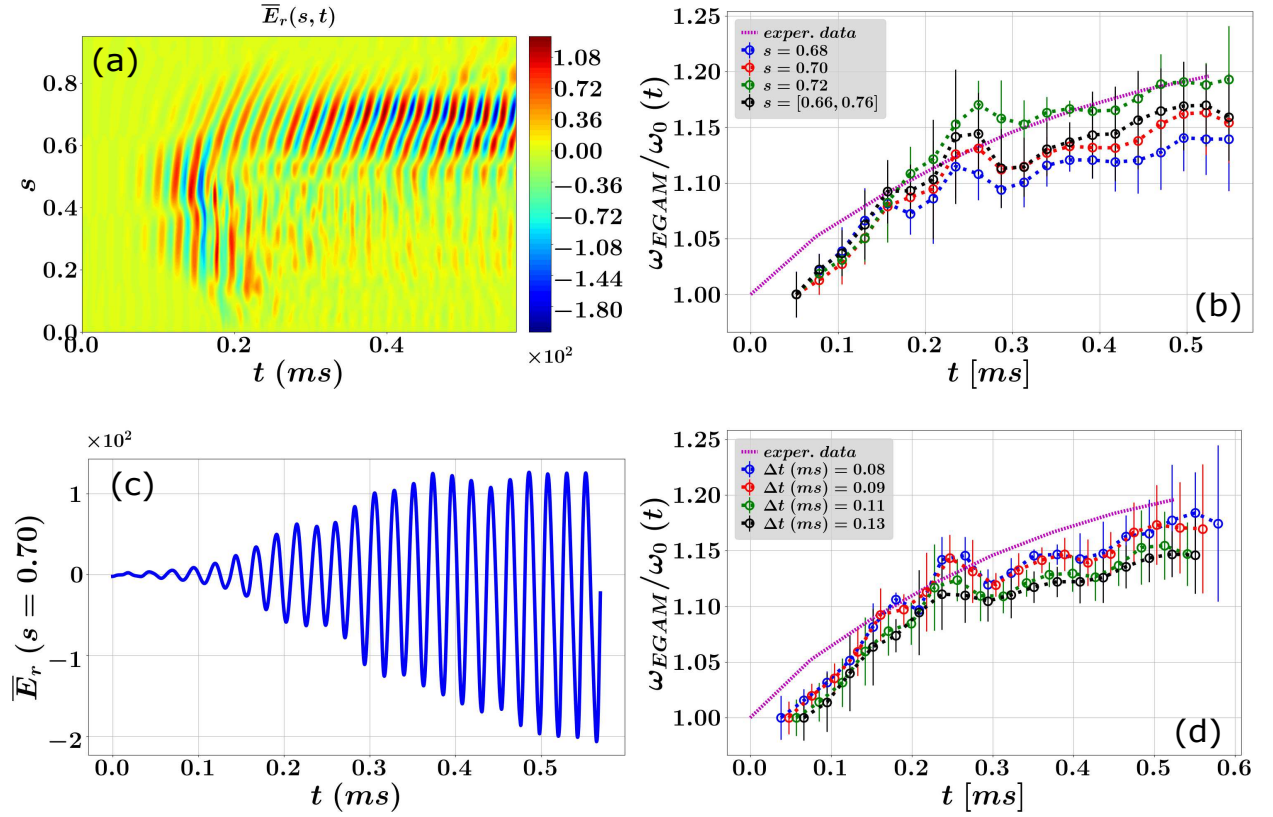 E̅_r(s, t)
(a)
s
0.8
0.6
0.4
0.2
0.0
0.0
0.2
0.4
t (ms)
1.08
0.72
0.36
0.00
−0.36
−0.72
−1.08
−1.44
−1.80
×10²
1.25
1.20
1.15
1.10
1.05
1.00
ω_EGAM/ω_0 (t)
exper. data
s = 0.68
s = 0.70
s = 0.72
s = [0.66, 0.76]
(b)
0.0
0.1
0.2
0.3
0.4
0.5
t [ms]
×10²
(c)
1
0
−1
−2
E̅_r (s = 0.70)
0.0
0.1
0.2
0.3
0.4
0.5
t (ms)
1.25
1.20
1.15
1.10
1.05
1.00
ω_EGAM/ω_0 (t)
exper. data
Δt (ms) = 0.08
Δt (ms) = 0.09
Δt (ms) = 0.11
Δt (ms) = 0.13
(d)
0.0
0.1
0.2
0.3
0.4
0.5
0.6
t [ms]